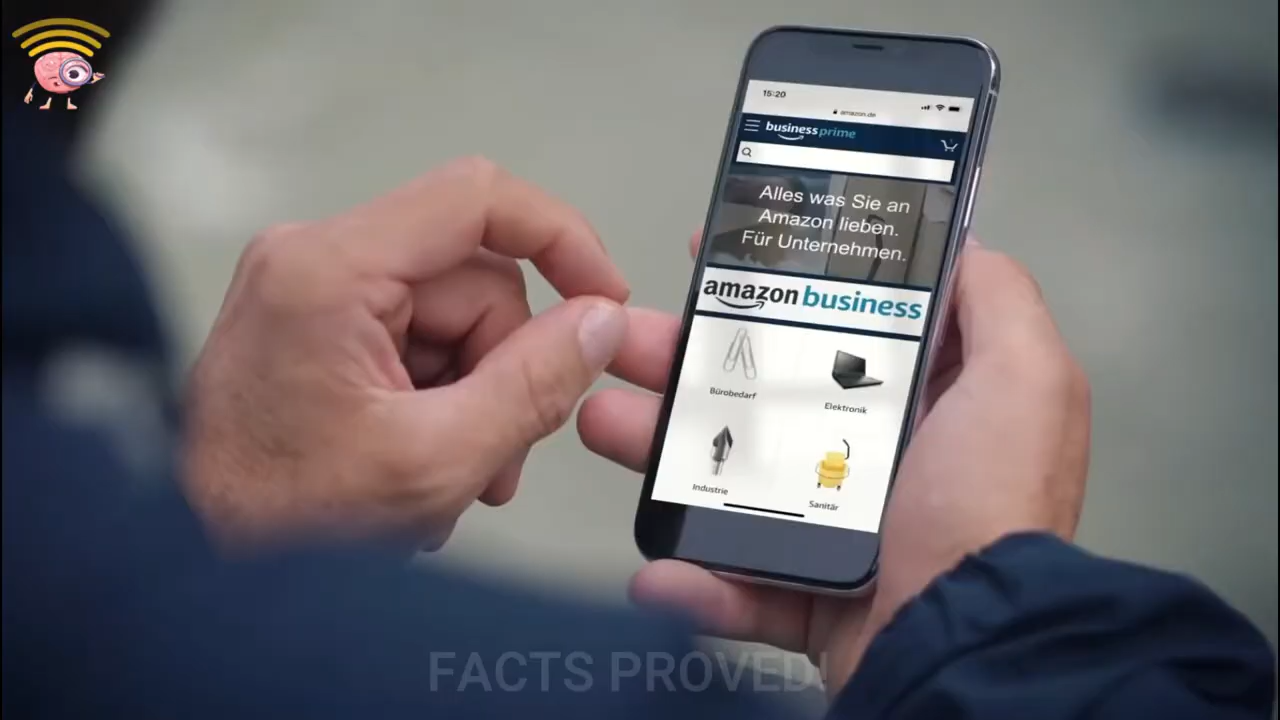 15:20
amazon.de
business prime
Alles was Sie an
Amazon lieben.
Für Unternehmen.
amazon business
Bürobedarf
Elektronik
Industrie
Sanitär
FACTS PROVED!